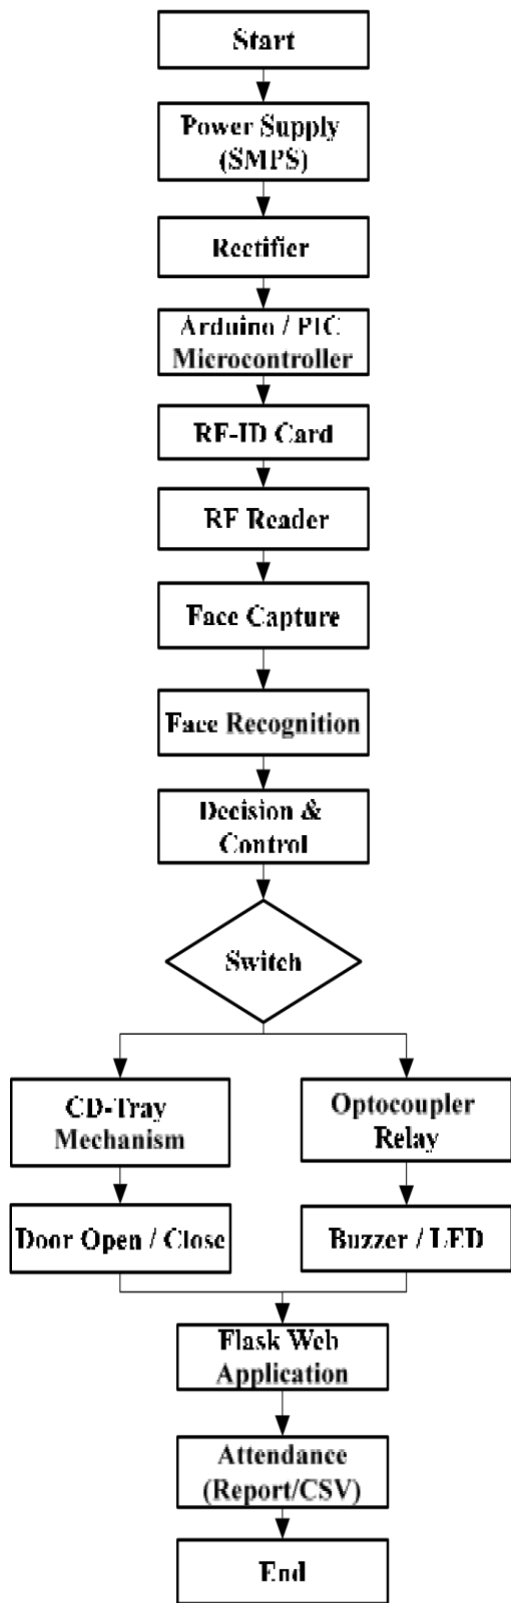 Start
Power Supply
(SMPS)
Rectifier
Arduino / PIC
Microcontroller
RF-ID Card
RF Reader
Face Capture
Face Recognition
Decision &
Control
Switch
CD-Tray
Mechanism
Optocoupler
Relay
Door Open / Close
Buzzer / LED
Flask Web
Application
Attendance
(Report/CSV)
End